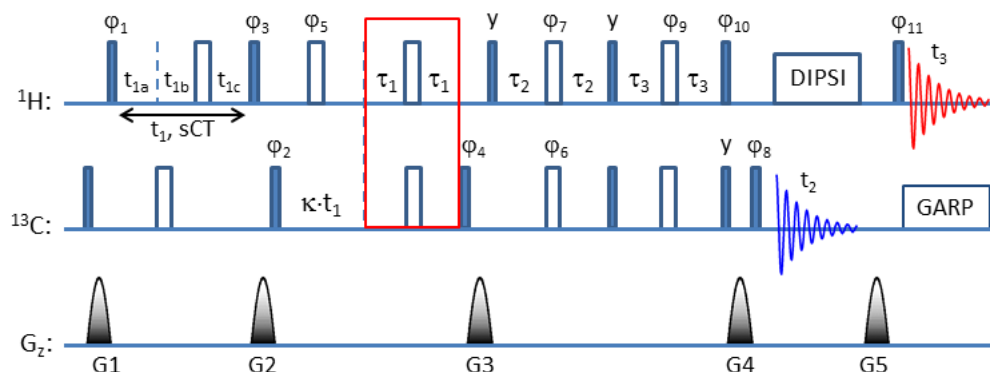 φ₁ φ₃ φ₅ y φ₇ y φ₉ φ₁₀ φ₁₁
t₁ₐ t₁b t₁c τ₁ τ₁ τ₂ τ₂ τ₃ τ₃ DIPSI t₃
¹H:
t₁, sCT
φ₂ φ₄ φ₆ y φ₈
κ·t₁ t₂
¹³C: GARP
G_z:
G1 G2 G3 G4 G5